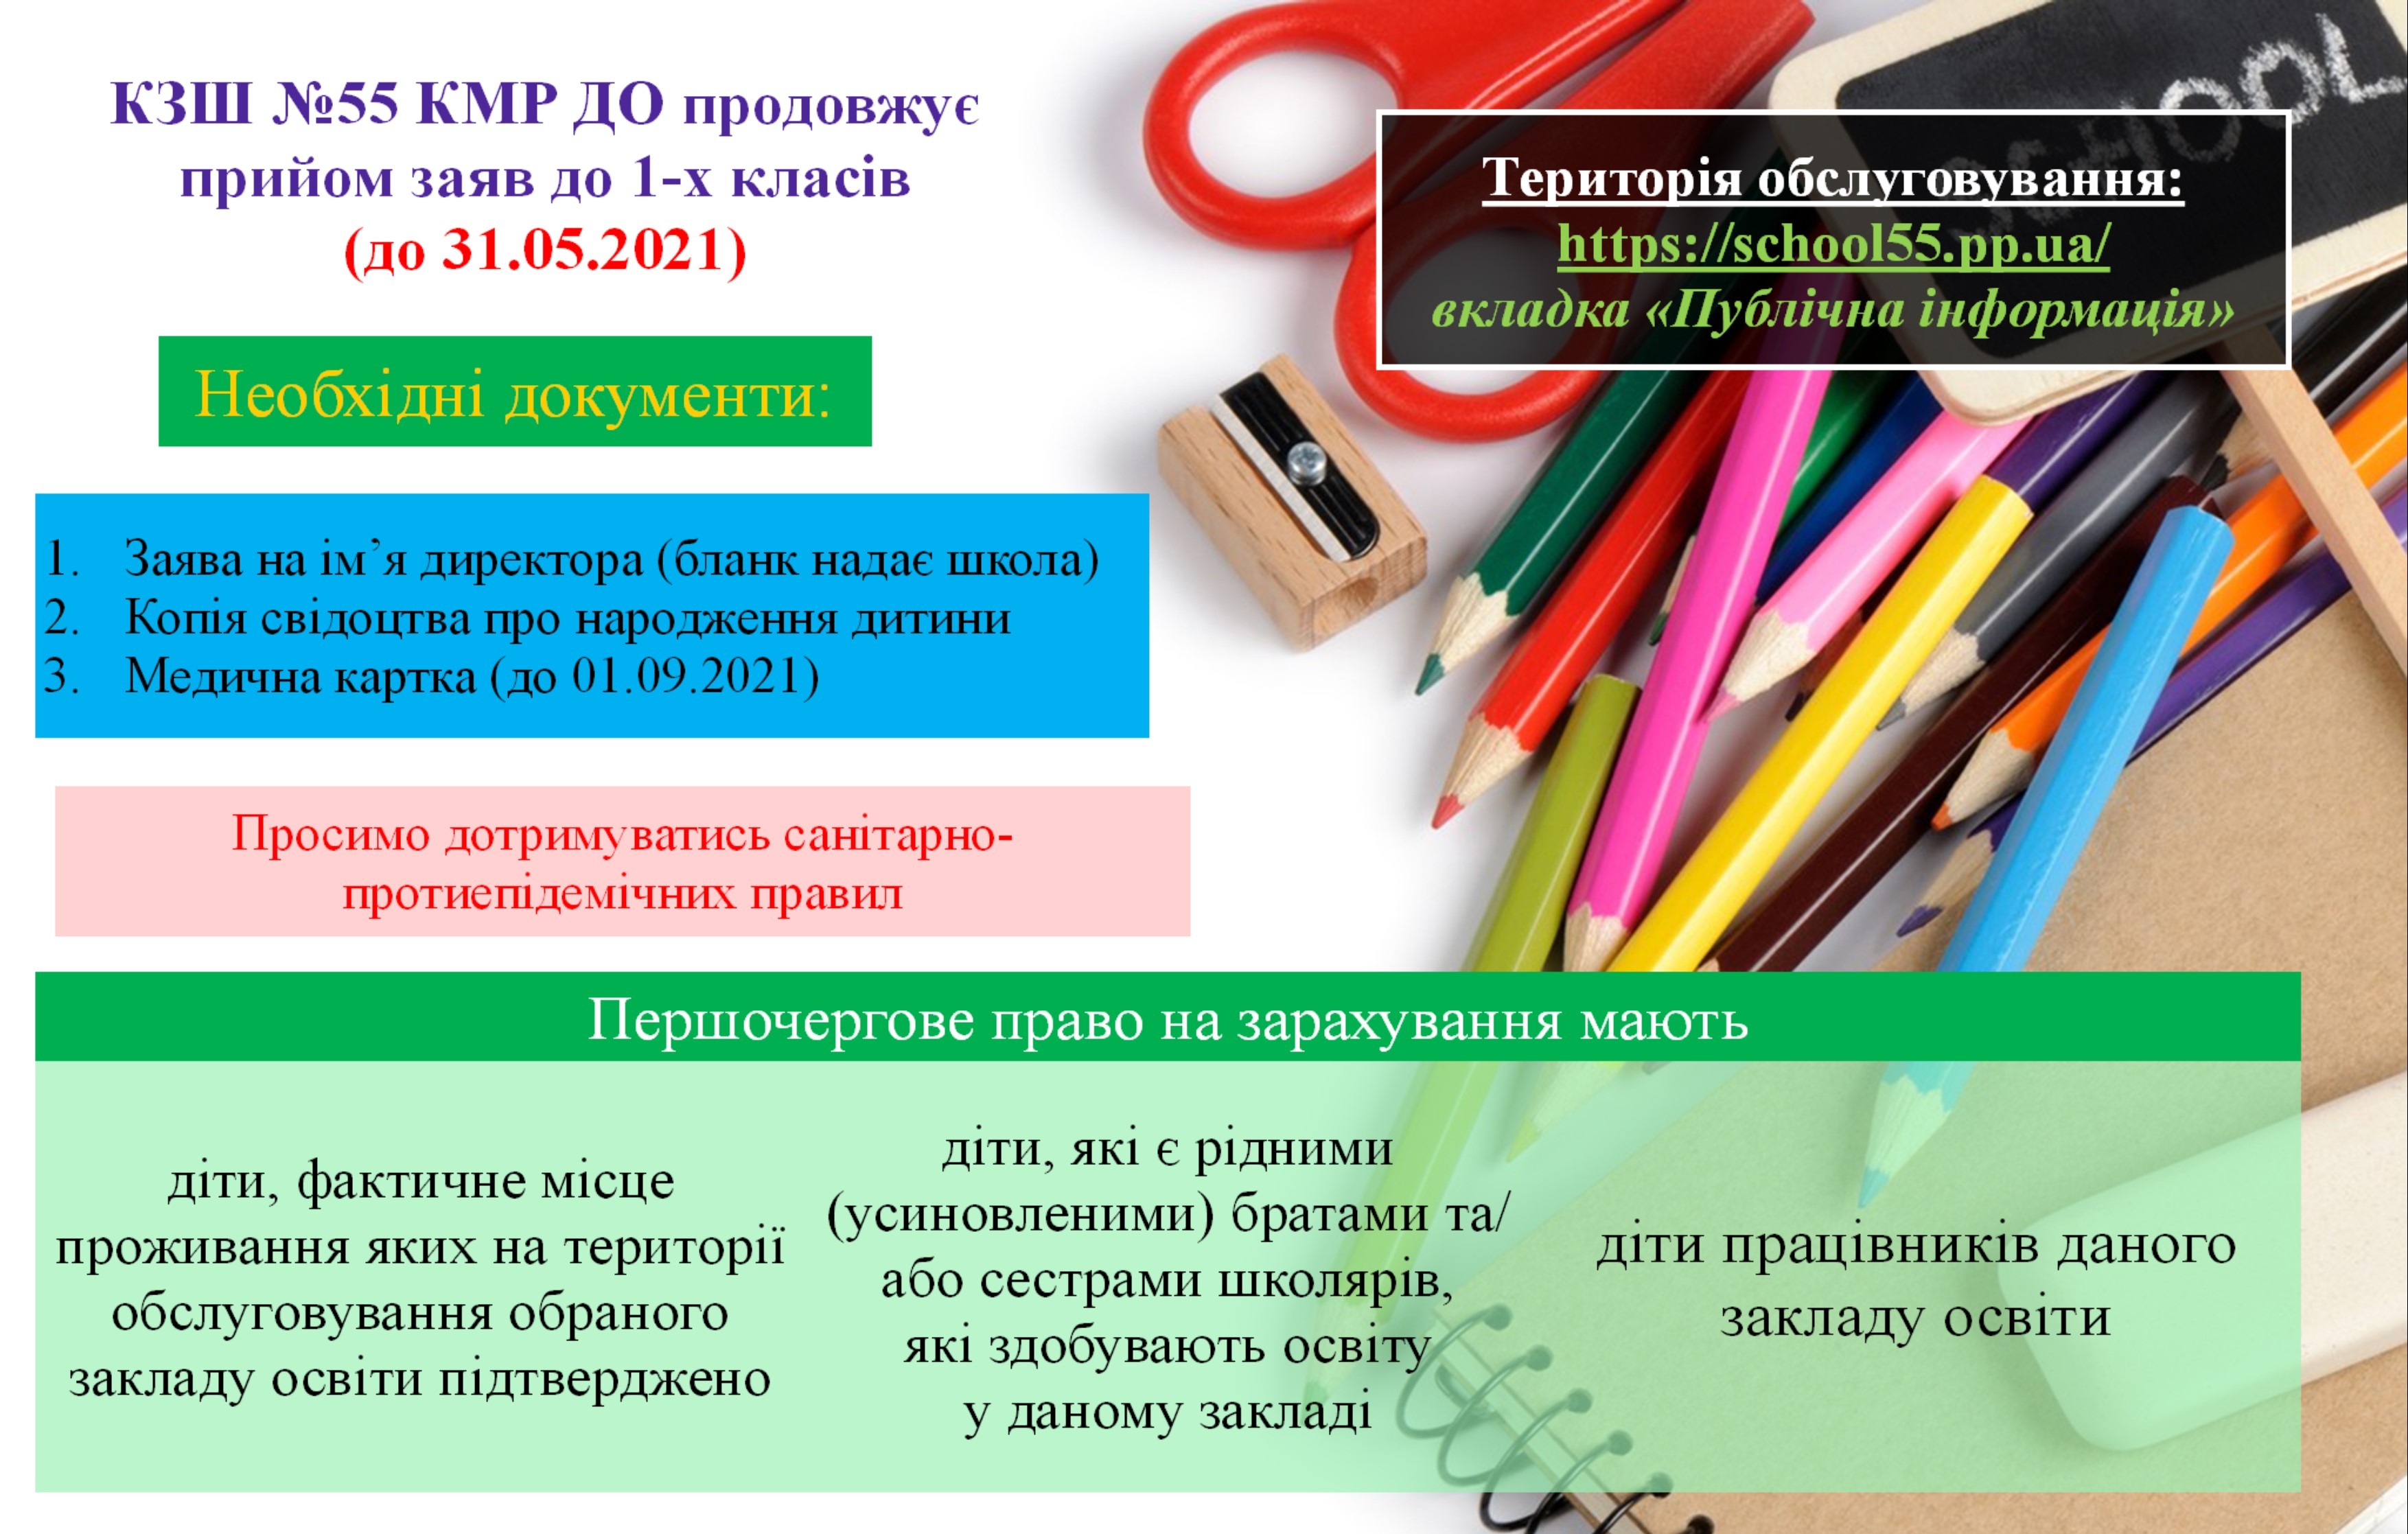 КЗШ №55 КМР ДО продовжує
прийом заяв до 1-х класів
(до 31.05.2021)
SCHOOL
Територія обслуговування:
https://school55.pp.ua/
вкладка «Публічна інформація»
Необхідні документи:
1. Заява на ім’я директора (бланк надає школа)
2. Копія свідоцтва про народження дитини
3. Медична картка (до 01.09.2021)
Просимо дотримуватись санітарно-
протиепідемічних правил
Першочергове право на зарахування мають
діти, фактичне місце
проживання яких на території
обслуговування обраного
закладу освіти підтверджено
діти, які є рідними
(усиновленими) братами та/
або сестрами школярів,
які здобувають освіту
у даному закладі
діти працівників даного
закладу освіти